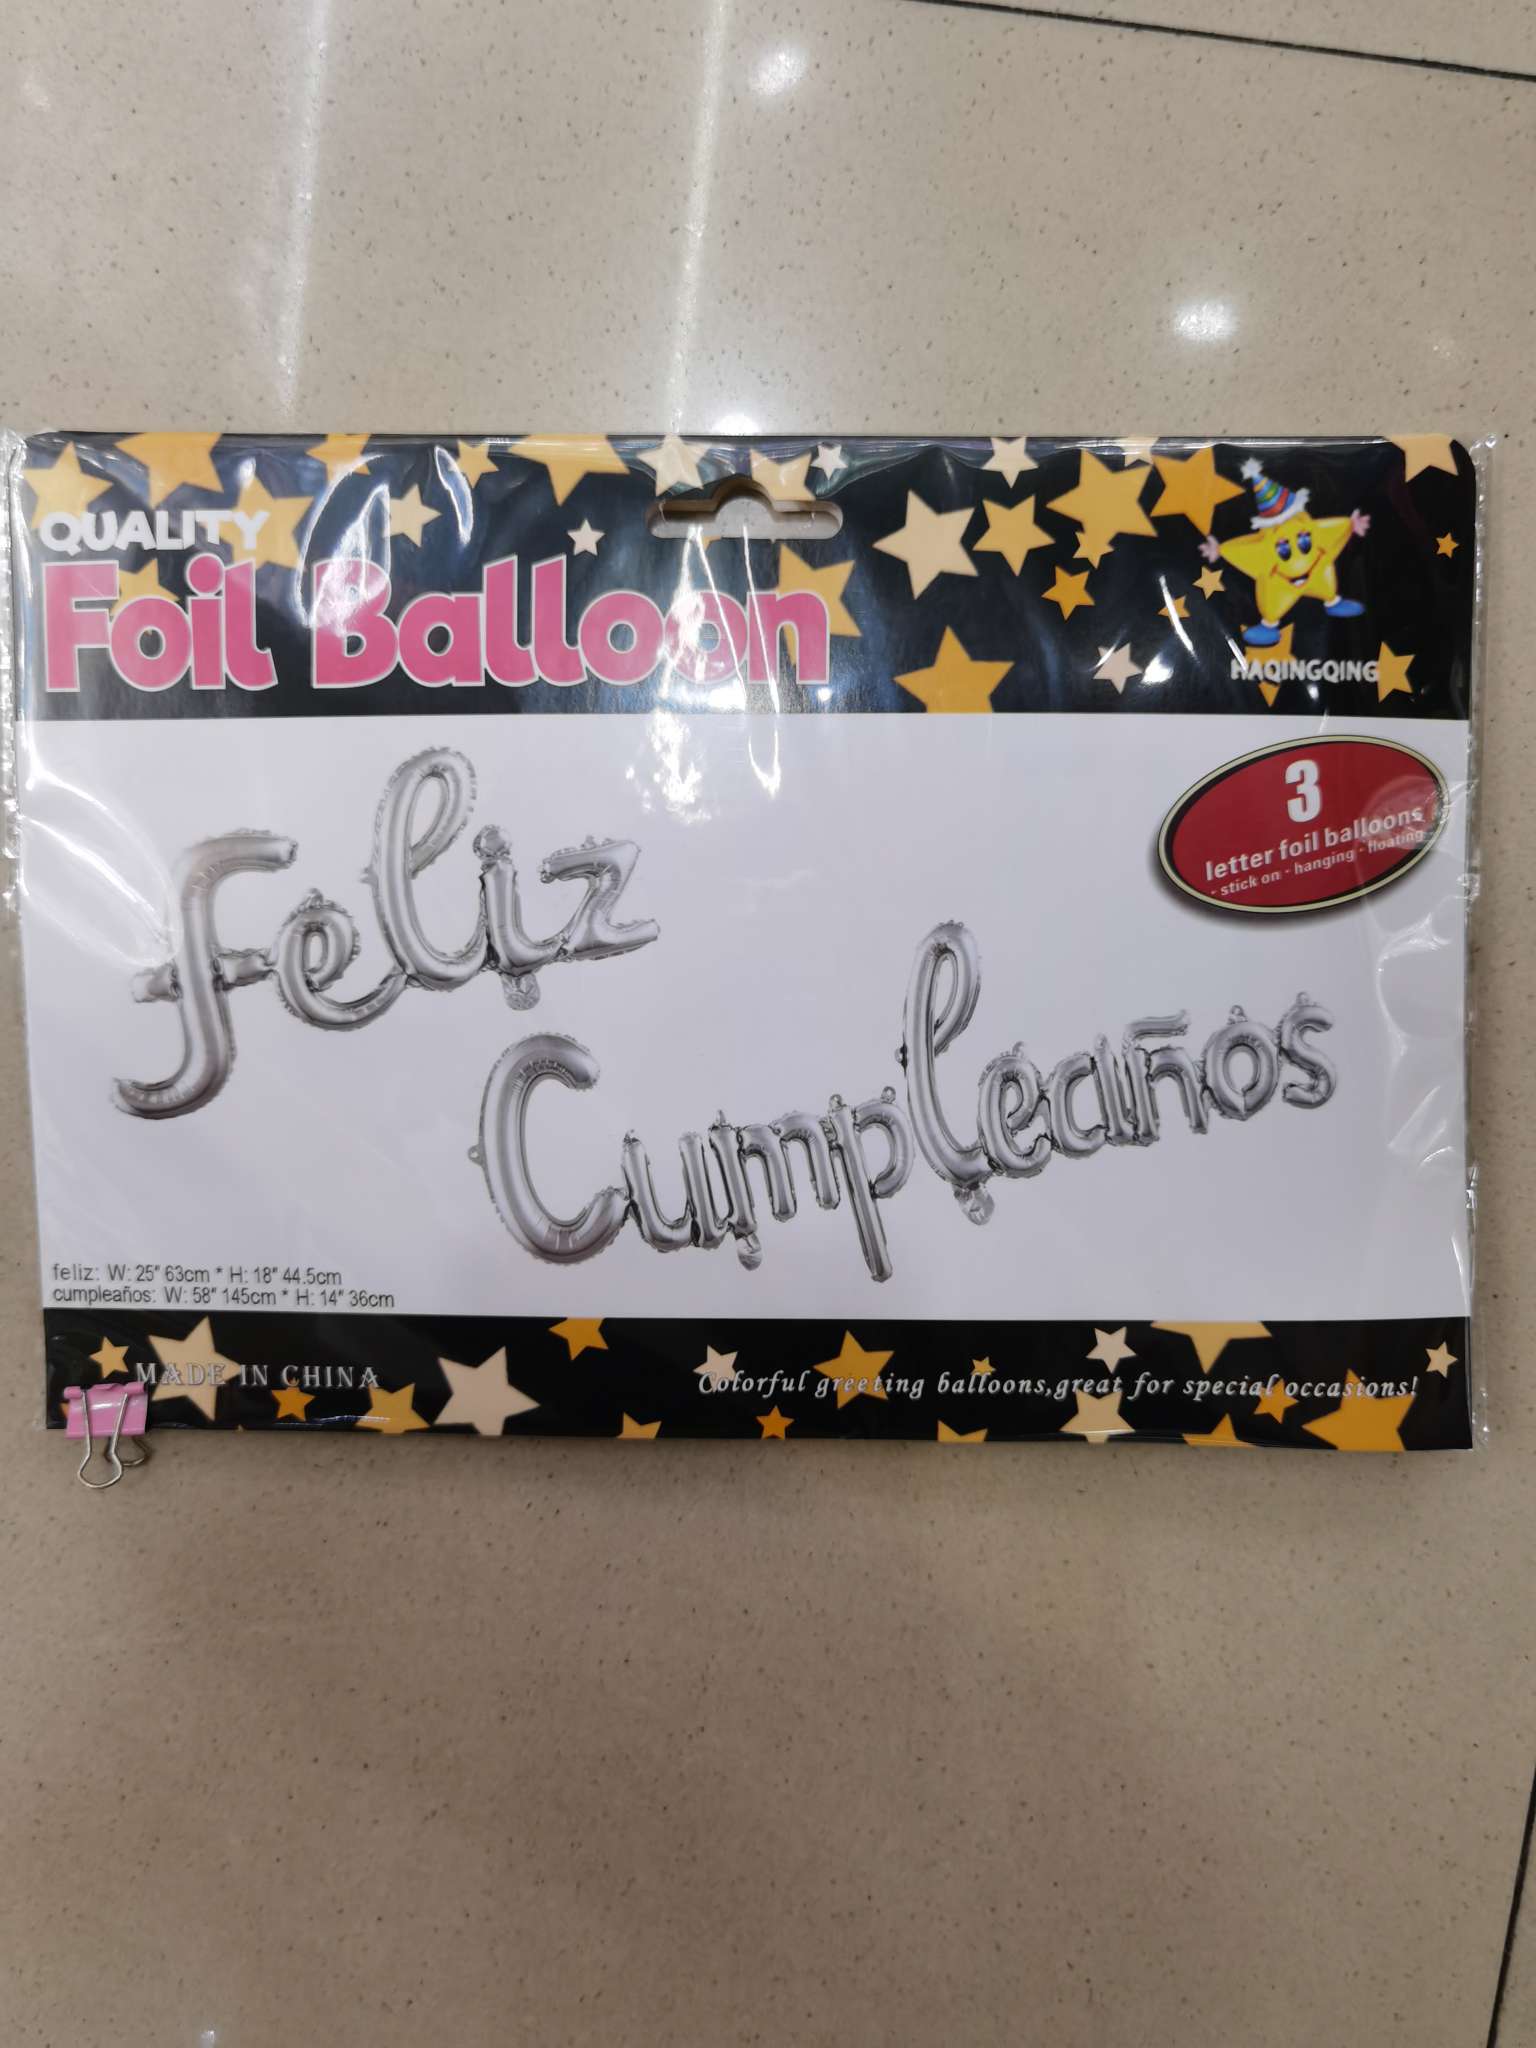 QUALITY
Foil Balloon
HAQINGQING
3
letter foil balloons
· stick on · hanging · floating
feliz
Cumpleaños
feliz: W: 25" 63cm * H: 18" 44.5cm
cumpleaños: W: 58" 145cm * H: 14" 36cm
MADE IN CHINA
Colorful greeting balloons,great for special occasions!